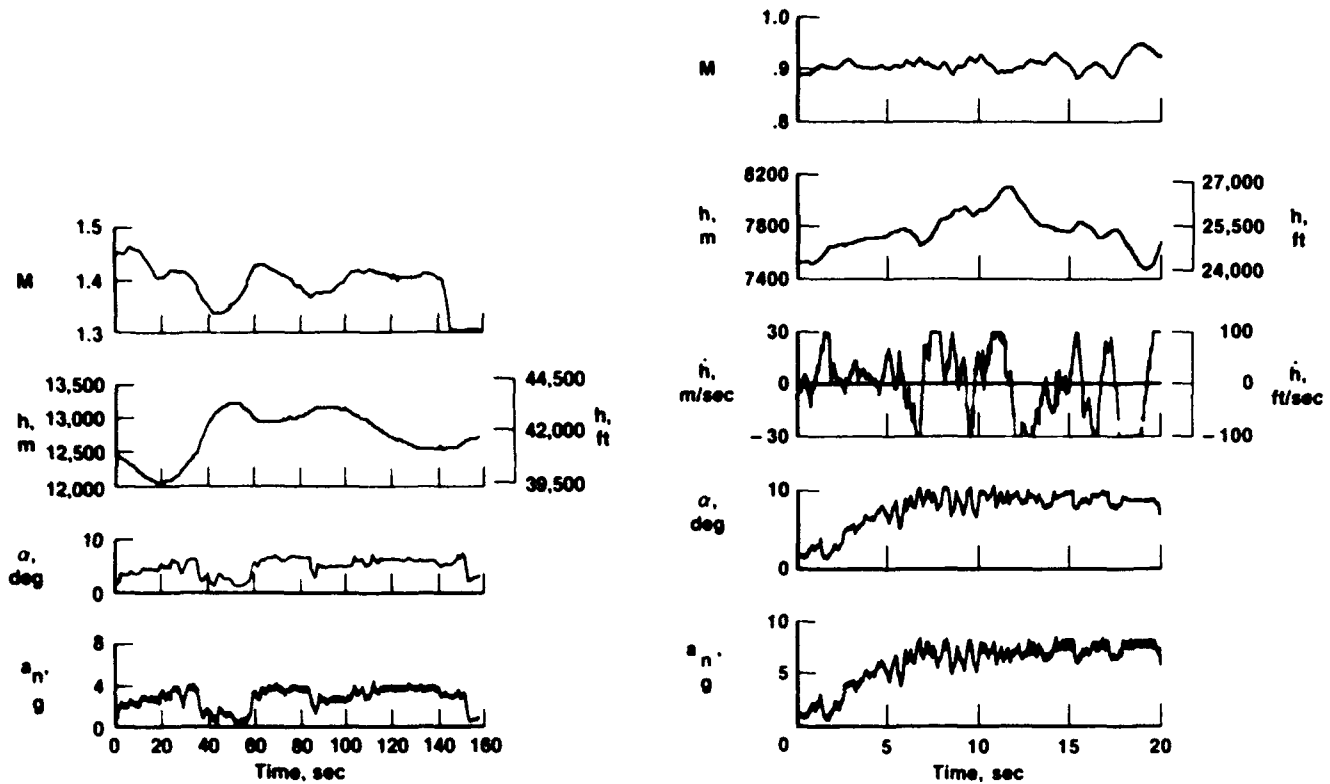 1.5
M
1.4
1.3
13,500
44,500
h,
m
13,000
12,500
12,000
42,000
39,500
h,
ft
α,
deg
10
0
an,
g
8
4
0
0 20 40 60 80 100 120 140 160
Time, sec
1.0
M
.9
.8
8200
h,
m
7800
7400
27,000
25,500
24,000
h,
ft
30
ḣ,
m/sec
0
-30
100
0
-100
ḣ,
ft/sec
10
α,
deg
5
0
10
an,
g
5
0 5 10 15 20
Time, sec